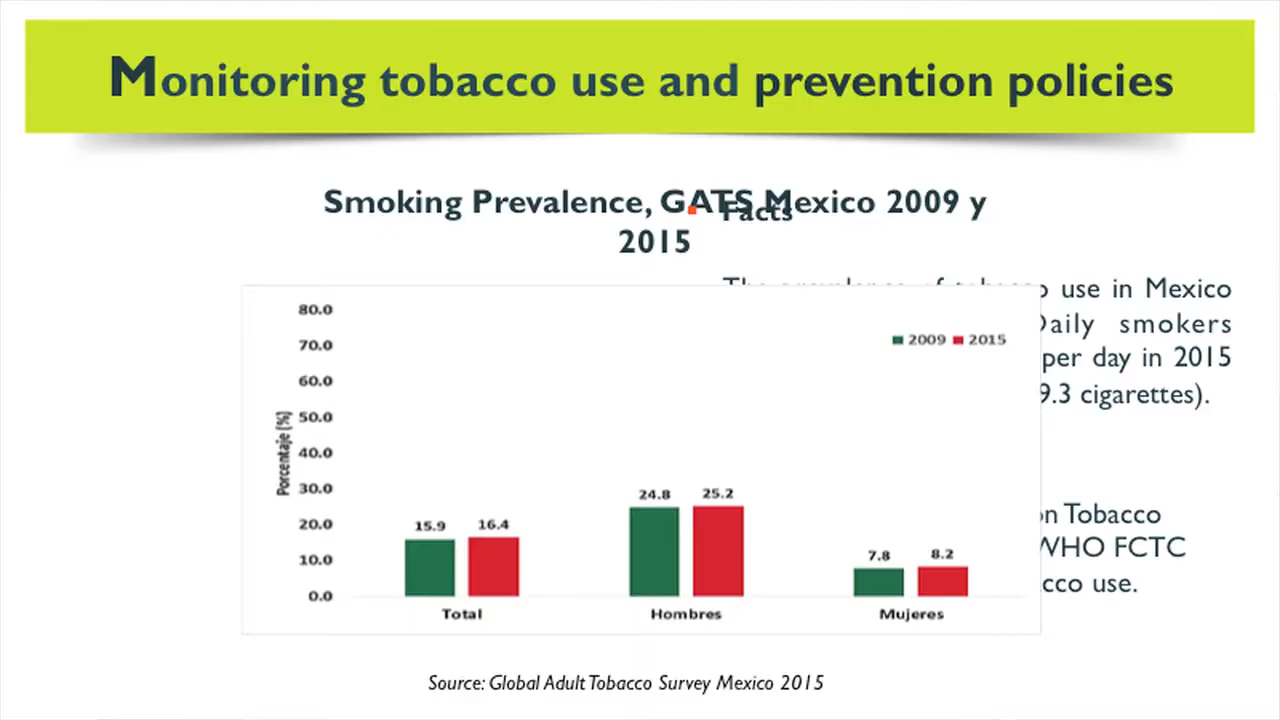 Monitoring tobacco use and prevention policies
Smoking Prevalence, GATS Mexico 2009 y
2015
Facts
use in Mexico
Daily smokers
per day in 2015
9.3 cigarettes).
on Tobacco
WHO FCTC
use.
80.0
70.0
60.0
50.0
40.0
30.0
20.0
10.0
0.0
Porcentaje [%]
2009 2015
15.9 16.4
24.8 25.2
7.8 8.2
Total Hombres Mujeres
Source: Global Adult Tobacco Survey Mexico 2015